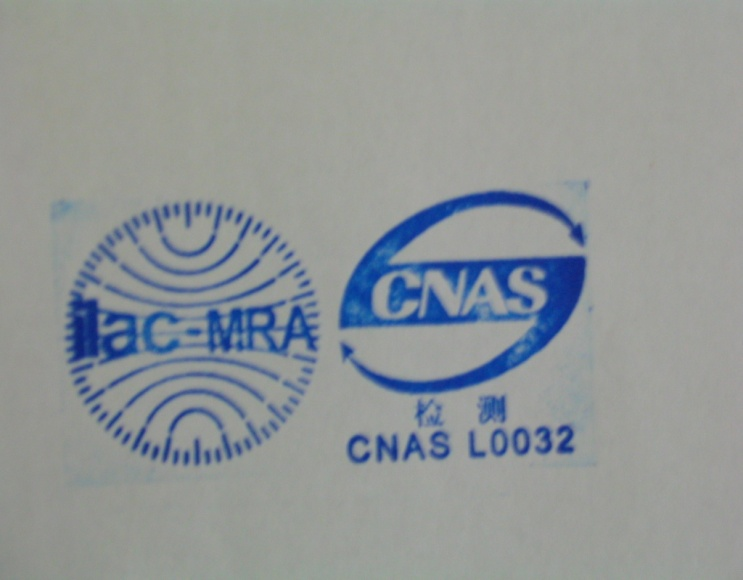 ilac-MRA
CNAS
检 测
CNAS L0032